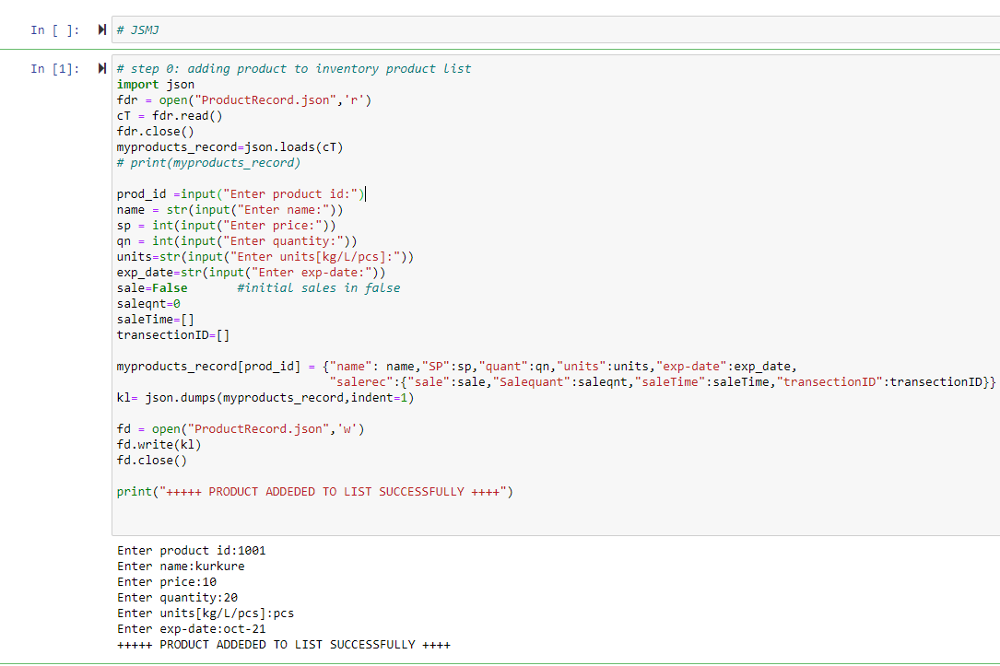 In [ ]: # JSMJ
In [1]: # step 0: adding product to inventory product list
import json
fdr = open("ProductRecord.json",'r')
cT = fdr.read()
fdr.close()
myproducts_record=json.loads(cT)
# print(myproducts_record)
prod_id =input("Enter product id:")
name = str(input("Enter name:"))
sp = int(input("Enter price:"))
qn = int(input("Enter quantity:"))
units=str(input("Enter units[kg/L/pcs]:"))
exp_date=str(input("Enter exp-date:"))
sale=False       #initial sales in false
saleqnt=0
saleTime=[]
transectionID=[]
myproducts_record[prod_id] = {"name": name,"SP":sp,"quant":qn,"units":units,"exp-date":exp_date,
                              "salerec":{"sale":sale,"Salequant":saleqnt,"saleTime":saleTime,"transectionID":transectionID}}
kl= json.dumps(myproducts_record,indent=1)
fd = open("ProductRecord.json",'w')
fd.write(kl)
fd.close()
print("+++++ PRODUCT ADDEDED TO LIST SUCCESSFULLY ++++")
Enter product id:1001
Enter name:kurkure
Enter price:10
Enter quantity:20
Enter units[kg/L/pcs]:pcs
Enter exp-date:oct-21
+++++ PRODUCT ADDEDED TO LIST SUCCESSFULLY ++++